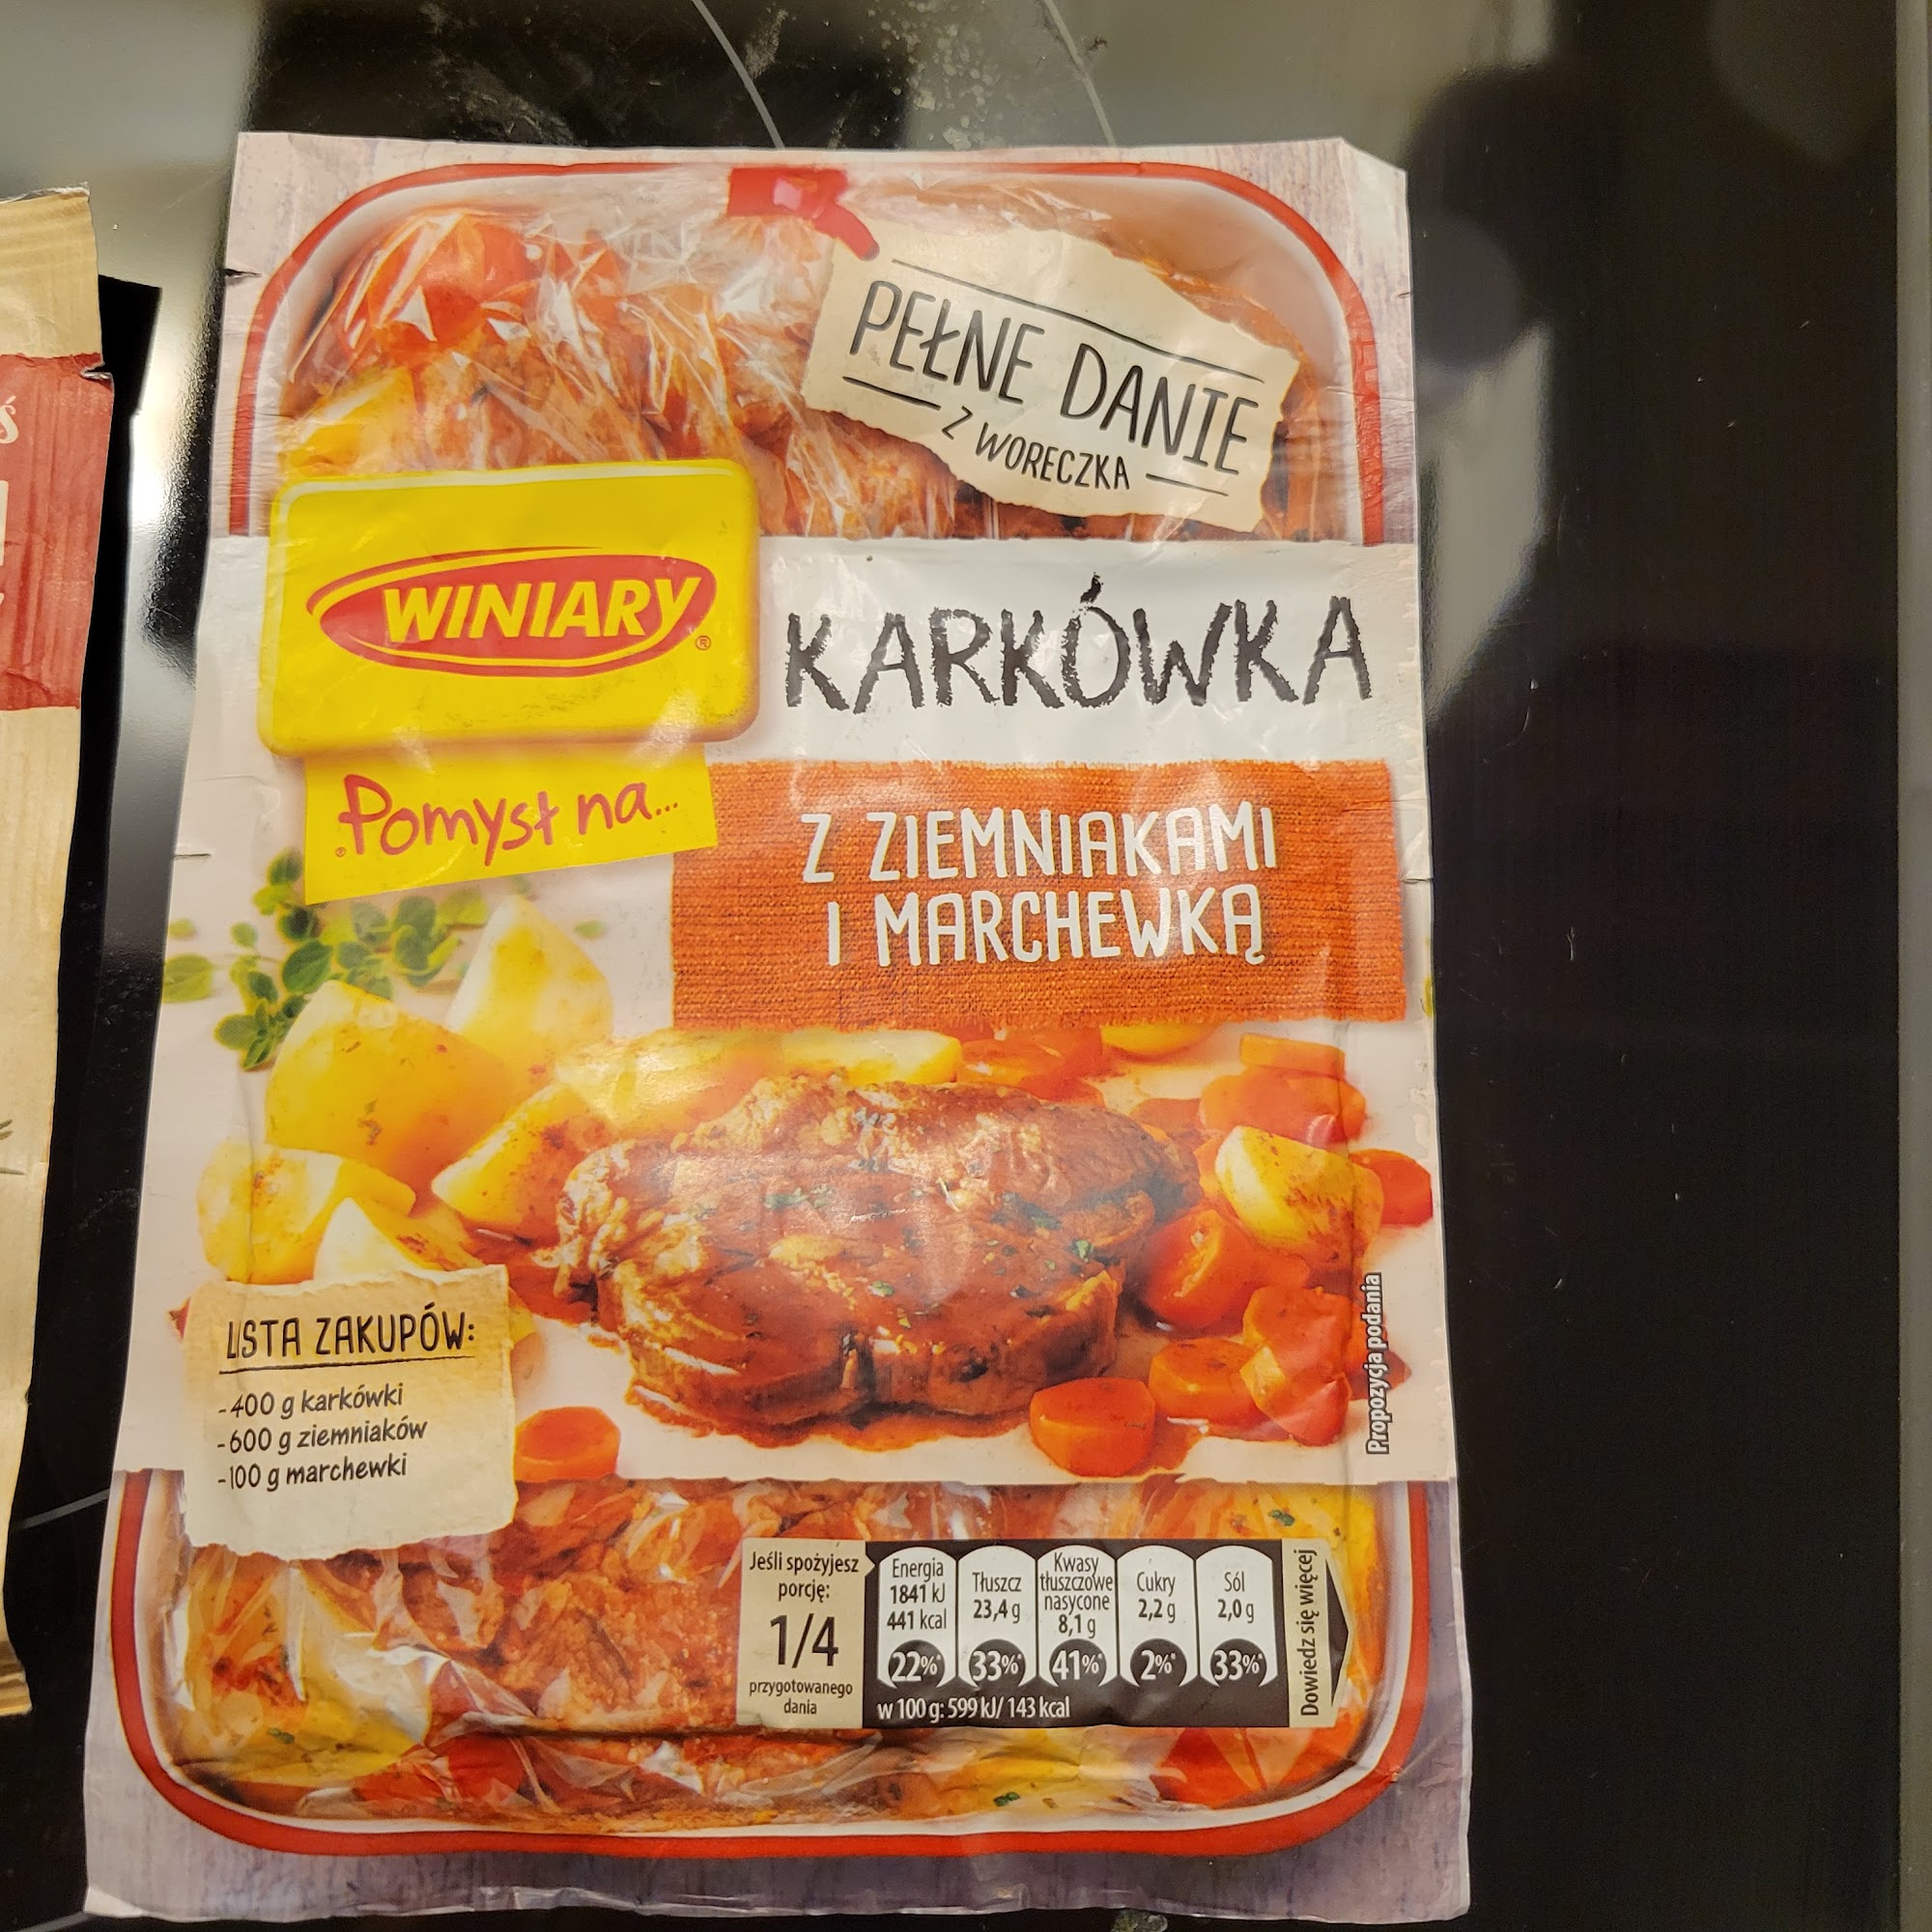 PEŁNE DANIE
Z WORECZKA
WINIARY®
Pomysł na...
KARKÓWKA
Z ZIEMNIAKAMI
I MARCHEWKĄ
LISTA ZAKUPÓW:
-400 g karkówki
-600 g ziemniaków
-100 g marchewki
Propozycja podania
Jeśli spożyjesz
porcję:
1/4
przygotowanego
dania
Energia
1841 kJ
441 kcal
22%*
Tłuszcz
23,4 g
33%*
Kwasy
tłuszczowe
nasycone
8,1 g
41%*
Cukry
2,2 g
2%*
Sól
2,0 g
33%*
w 100 g: 599 kJ/ 143 kcal
Dowiedz się więcej